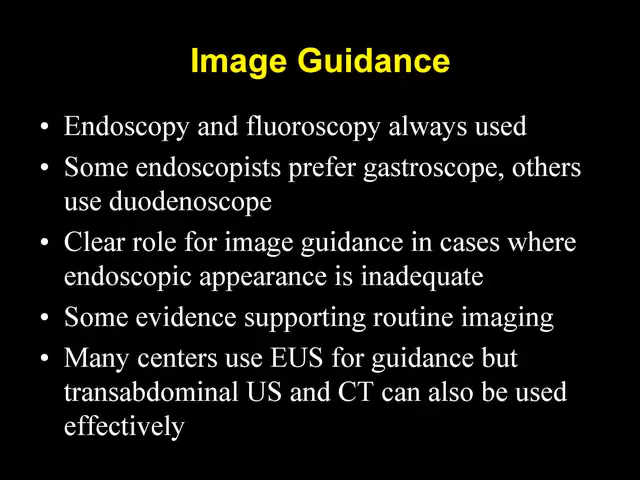 Image Guidance
• Endoscopy and fluoroscopy always used
• Some endoscopists prefer gastroscope, others
use duodenoscope
• Clear role for image guidance in cases where
endoscopic appearance is inadequate
• Some evidence supporting routine imaging
• Many centers use EUS for guidance but
transabdominal US and CT can also be used
effectively